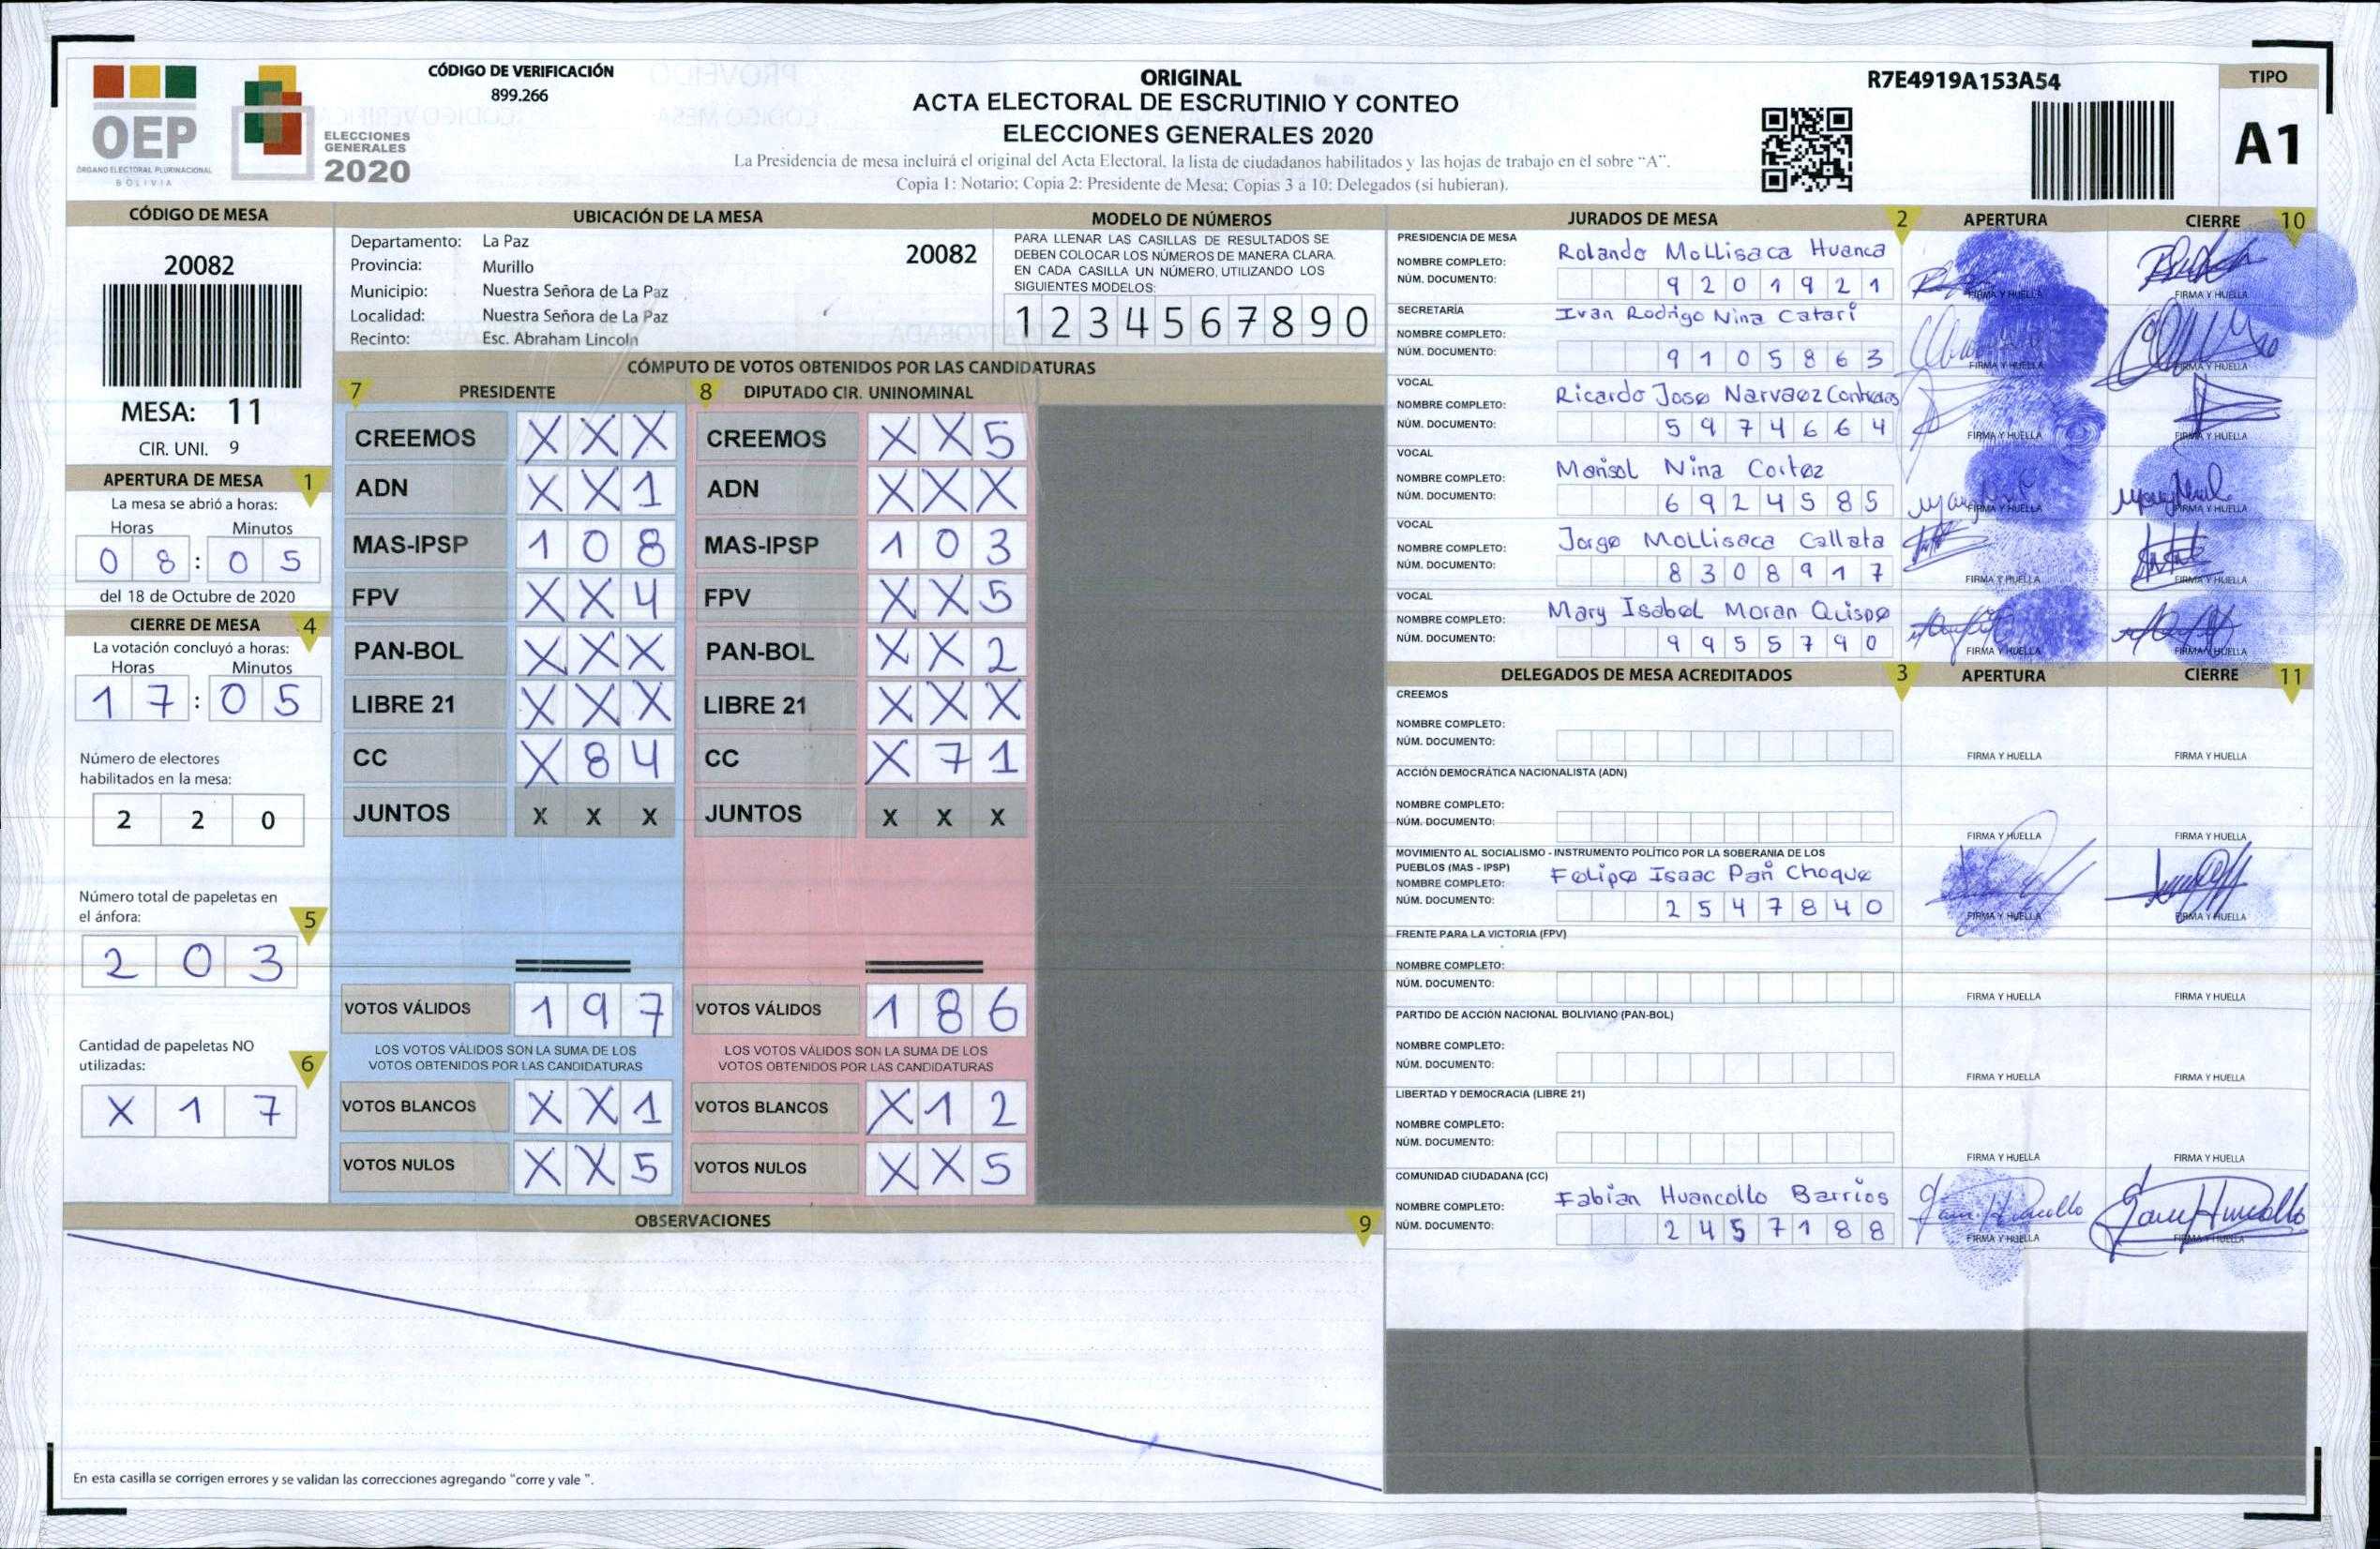 OEP
ÓRGANO ELECTORAL PLURINACIONAL
BOLIVIA
ELECCIONES
GENERALES
2020
CÓDIGO DE VERIFICACIÓN
899.266
ORIGINAL
ACTA ELECTORAL DE ESCRUTINIO Y CONTEO
ELECCIONES GENERALES 2020
La Presidencia de mesa incluirá el original del Acta Electoral, la lista de ciudadanos habilitados y las hojas de trabajo en el sobre “A”.
Copia 1: Notario; Copia 2: Presidente de Mesa; Copias 3 a 10: Delegados (si hubieran).
R7E4919A153A54
TIPO
A1
CÓDIGO DE MESA
20082
MESA: 11
CIR. UNI. 9
APERTURA DE MESA 1
La mesa se abrió a horas:
Horas Minutos
0 8 : 0 5
del 18 de Octubre de 2020
CIERRE DE MESA 4
La votación concluyó a horas:
Horas Minutos
1 7 : 0 5
Número de electores
habilitados en la mesa:
2 2 0
Número total de papeletas en
el ánfora: 5
2 0 3
Cantidad de papeletas NO
utilizadas: 6
X 1 7
UBICACIÓN DE LA MESA
Departamento: La Paz 20082
Provincia: Murillo
Municipio: Nuestra Señora de La Paz
Localidad: Nuestra Señora de La Paz
Recinto: Esc. Abraham Lincoln
MODELO DE NÚMEROS
PARA LLENAR LAS CASILLAS DE RESULTADOS SE
DEBEN COLOCAR LOS NÚMEROS DE MANERA CLARA.
EN CADA CASILLA UN NÚMERO, UTILIZANDO LOS
SIGUIENTES MODELOS:
1 2 3 4 5 6 7 8 9 0
CÓMPUTO DE VOTOS OBTENIDOS POR LAS CANDIDATURAS
7 PRESIDENTE 8 DIPUTADO CIR. UNINOMINAL
CREEMOS X X X CREEMOS X X 5
ADN X X 1 ADN X X X
MAS-IPSP 1 0 8 MAS-IPSP 1 0 3
FPV X X 4 FPV X X 5
PAN-BOL X X X PAN-BOL X X 2
LIBRE 21 X X X LIBRE 21 X X X
CC X 8 4 CC X 7 1
JUNTOS X X X JUNTOS X X X
VOTOS VÁLIDOS 1 9 7 VOTOS VÁLIDOS 1 8 6
LOS VOTOS VÁLIDOS SON LA SUMA DE LOS LOS VOTOS VÁLIDOS SON LA SUMA DE LOS
VOTOS OBTENIDOS POR LAS CANDIDATURAS VOTOS OBTENIDOS POR LAS CANDIDATURAS
VOTOS BLANCOS X X 1 VOTOS BLANCOS X 1 2
VOTOS NULOS X X 5 VOTOS NULOS X X 5
OBSERVACIONES 9
En esta casilla se corrigen errores y se validan las correcciones agregando “corre y vale ”.
JURADOS DE MESA 2 APERTURA CIERRE 10
PRESIDENCIA DE MESA
NOMBRE COMPLETO: Rolando Mollisaca Huanca
NÚM. DOCUMENTO: 9 2 0 1 9 2 1 FIRMA Y HUELLA FIRMA Y HUELLA
SECRETARÍA
NOMBRE COMPLETO: Ivan Rodrigo Nina Catari
NÚM. DOCUMENTO: 9 1 0 5 8 6 3 FIRMA Y HUELLA FIRMA Y HUELLA
VOCAL
NOMBRE COMPLETO: Ricardo Jose Narvaez Contreras
NÚM. DOCUMENTO: 5 9 7 4 6 6 4 FIRMA Y HUELLA FIRMA Y HUELLA
VOCAL
NOMBRE COMPLETO: Marisol Nina Cortez
NÚM. DOCUMENTO: 6 9 2 4 5 8 5 FIRMA Y HUELLA FIRMA Y HUELLA
VOCAL
NOMBRE COMPLETO: Jorge Mollisaca Callata
NÚM. DOCUMENTO: 8 3 0 8 9 1 7 FIRMA Y HUELLA FIRMA Y HUELLA
VOCAL
NOMBRE COMPLETO: Mary Isabel Moran Quispe
NÚM. DOCUMENTO: 9 9 5 5 7 9 0 FIRMA Y HUELLA FIRMA Y HUELLA
DELEGADOS DE MESA ACREDITADOS 3 APERTURA CIERRE 11
CREEMOS
NOMBRE COMPLETO:
NÚM. DOCUMENTO: FIRMA Y HUELLA FIRMA Y HUELLA
ACCIÓN DEMOCRÁTICA NACIONALISTA (ADN)
NOMBRE COMPLETO:
NÚM. DOCUMENTO: FIRMA Y HUELLA FIRMA Y HUELLA
MOVIMIENTO AL SOCIALISMO - INSTRUMENTO POLÍTICO POR LA SOBERANIA DE LOS
PUEBLOS (MAS - IPSP)
NOMBRE COMPLETO: Felipe Isaac Pañi Choque
NÚM. DOCUMENTO: 2 5 4 7 8 4 0 FIRMA Y HUELLA FIRMA Y HUELLA
FRENTE PARA LA VICTORIA (FPV)
NOMBRE COMPLETO:
NÚM. DOCUMENTO: FIRMA Y HUELLA FIRMA Y HUELLA
PARTIDO DE ACCIÓN NACIONAL BOLIVIANO (PAN-BOL)
NOMBRE COMPLETO:
NÚM. DOCUMENTO: FIRMA Y HUELLA FIRMA Y HUELLA
LIBERTAD Y DEMOCRACIA (LIBRE 21)
NOMBRE COMPLETO:
NÚM. DOCUMENTO: FIRMA Y HUELLA FIRMA Y HUELLA
COMUNIDAD CIUDADANA (CC)
NOMBRE COMPLETO: Fabian Huancollo Barrios
NÚM. DOCUMENTO: 2 4 5 7 1 8 8 FIRMA Y HUELLA FIRMA Y HUELLA